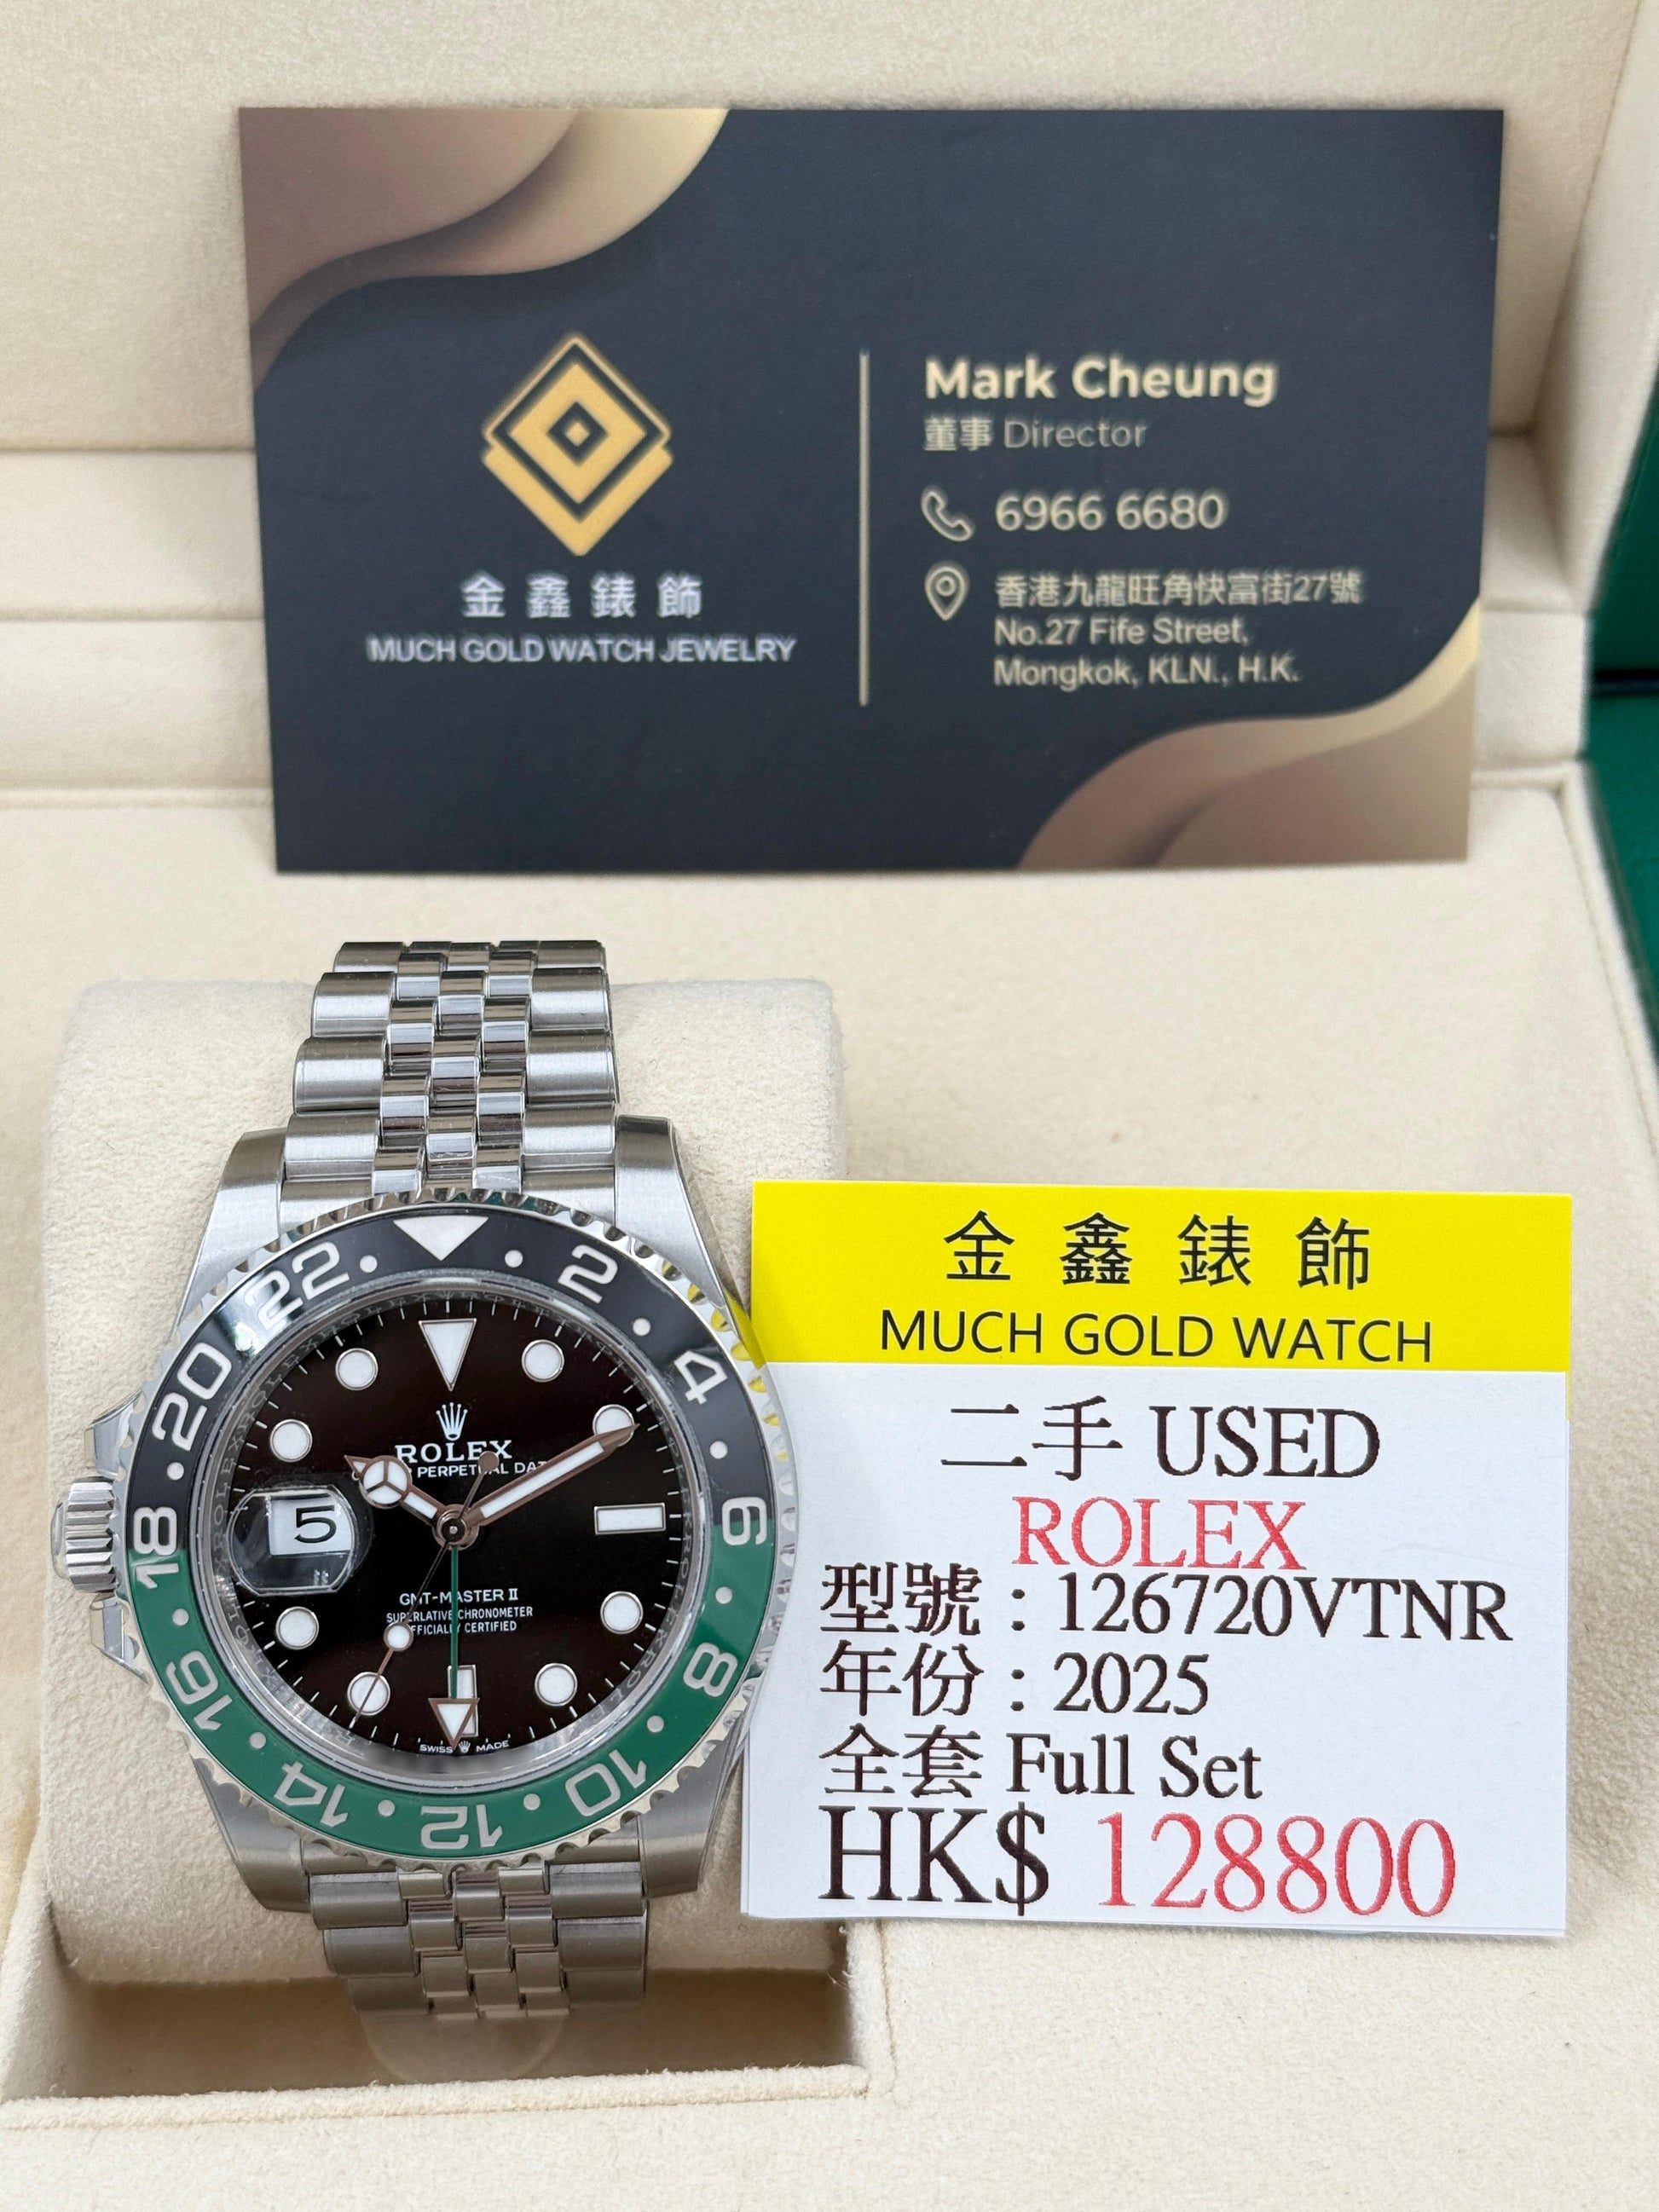 Mark Cheung
董事 Director
6966 6680
香港九龍旺角快富街27號
No.27 Fife Street,
Mongkok, KLN., H.K.
金鑫錶飾
MUCH GOLD WATCH JEWELRY
22 2 4 6 8 10 12 14 16 18 20
ROLEX
PERPETUAL DAT
5
GMT-MASTER II
SUPERLATIVE CHRONOMETER
OFFICIALLY CERTIFIED
SWISS MADE
金鑫錶飾
MUCH GOLD WATCH
二手 USED
ROLEX
型號：126720VTNR
年份：2025
全套 Full Set
HK$ 128800